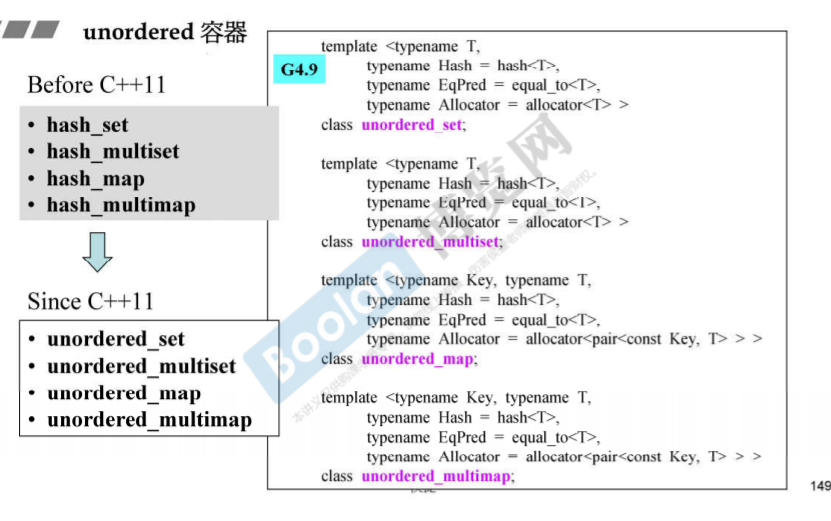 unordered 容器
Before C++11
• hash_set
• hash_multiset
• hash_map
• hash_multimap
Since C++11
• unordered_set
• unordered_multiset
• unordered_map
• unordered_multimap
G4.9
template <typename T,
typename Hash = hash<T>,
typename EqPred = equal_to<T>,
typename Allocator = allocator<T> >
class unordered_set;
template <typename T,
typename Hash = hash<T>,
typename EqPred = equal_to<T>,
typename Allocator = allocator<T> >
class unordered_multiset;
template <typename Key, typename T,
typename Hash = hash<T>,
typename EqPred = equal_to<T>,
typename Allocator = allocator<pair<const Key, T> > >
class unordered_map;
template <typename Key, typename T,
typename Hash = hash<T>,
typename EqPred = equal_to<T>,
typename Allocator = allocator<pair<const Key, T> > >
class unordered_multimap;
Boolan 博览网
149